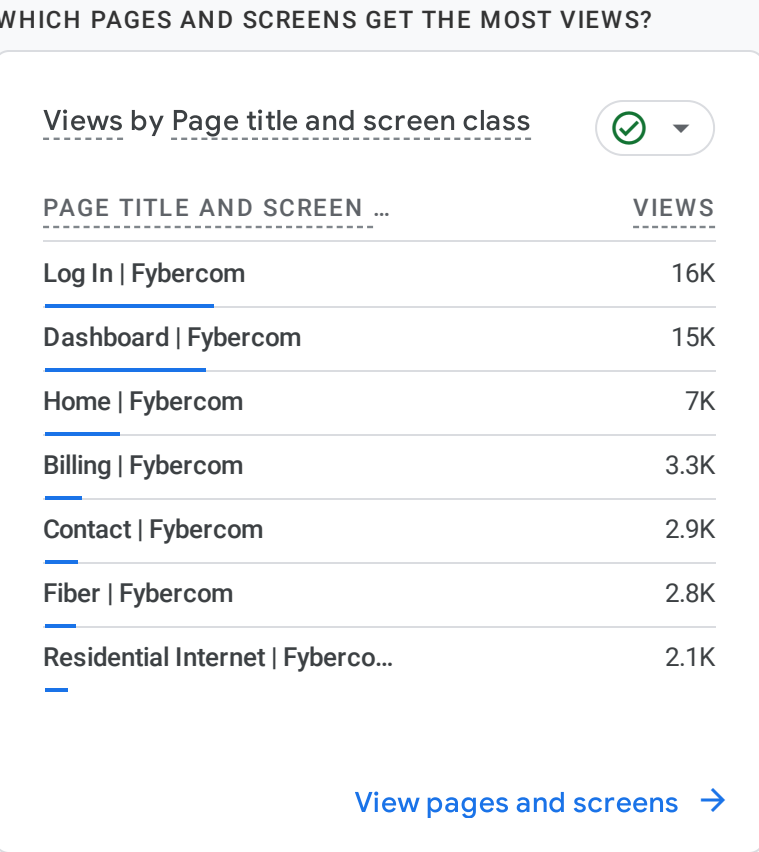 WHICH PAGES AND SCREENS GET THE MOST VIEWS?
Views by Page title and screen class
PAGE TITLE AND SCREEN … VIEWS
Log In | Fybercom 16K
Dashboard | Fybercom 15K
Home | Fybercom 7K
Billing | Fybercom 3.3K
Contact | Fybercom 2.9K
Fiber | Fybercom 2.8K
Residential Internet | Fyberco… 2.1K
View pages and screens